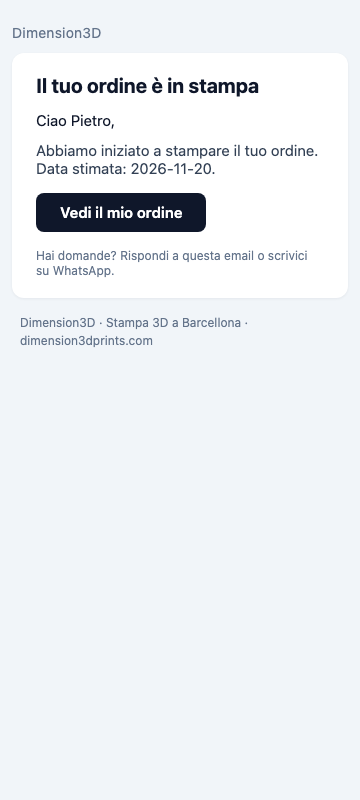 Dimension3D
Il tuo ordine è in stampa
Ciao Pietro,
Abbiamo iniziato a stampare il tuo ordine.
Data stimata: 2026-11-20.
Vedi il mio ordine
Hai domande? Rispondi a questa email o scrivici
su WhatsApp.
Dimension3D · Stampa 3D a Barcellona ·
dimension3dprints.com